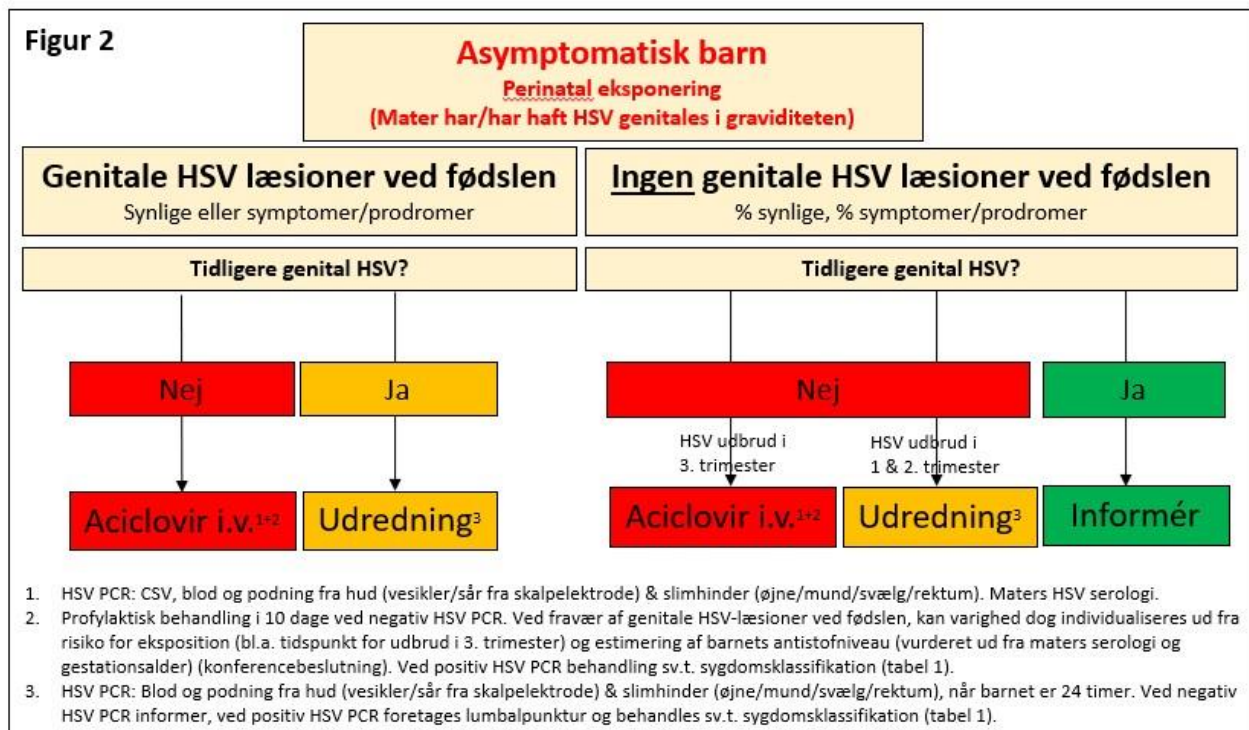 Figur 2
Asymptomatisk barn
Perinatal eksponering
(Mater har/har haft HSV genitales i graviditeten)
Genitale HSV læsioner ved fødslen
Synlige eller symptomer/prodromer
Ingen genitale HSV læsioner ved fødslen
% synlige, % symptomer/prodromer
Tidligere genital HSV?
Tidligere genital HSV?
Nej
Ja
Nej
Ja
HSV udbrud i
3. trimester
HSV udbrud i
1 & 2. trimester
Aciclovir i.v.¹⁺²
Udredning³
Aciclovir i.v.¹⁺²
Udredning³
Informér
1. HSV PCR: CSV, blod og podning fra hud (vesikler/sår fra skalpelektrode) & slimhinder (øjne/mund/svælg/rektum). Maters HSV serologi.
2. Profylaktisk behandling i 10 dage ved negativ HSV PCR. Ved fravær af genitale HSV-læsioner ved fødslen, kan varighed dog individualiseres ud fra
risiko for eksposition (bl.a. tidspunkt for udbrud i 3. trimester) og estimering af barnets antistofniveau (vurderet ud fra maters serologi og
gestationsalder) (konferencebeslutning). Ved positiv HSV PCR behandling sv.t. sygdomsklassifikation (tabel 1).
3. HSV PCR: Blod og podning fra hud (vesikler/sår fra skalpelektrode) & slimhinder (øjne/mund/svælg/rektum), når barnet er 24 timer. Ved negativ
HSV PCR informer, ved positiv HSV PCR foretages lumbalpunktur og behandles sv.t. sygdomsklassifikation (tabel 1).